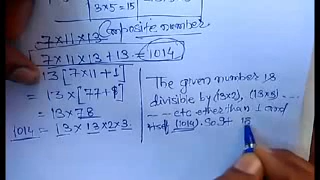 3×5=15
Composite number.
7×11×13
7×11×13+13=1014
=13[7×11+1]
=13[77+1]
=13×78
1014=13×13×2×3
The given number is
divisible by (13×2), (13×3)
etc other than 1 and
itself (1014). So it is